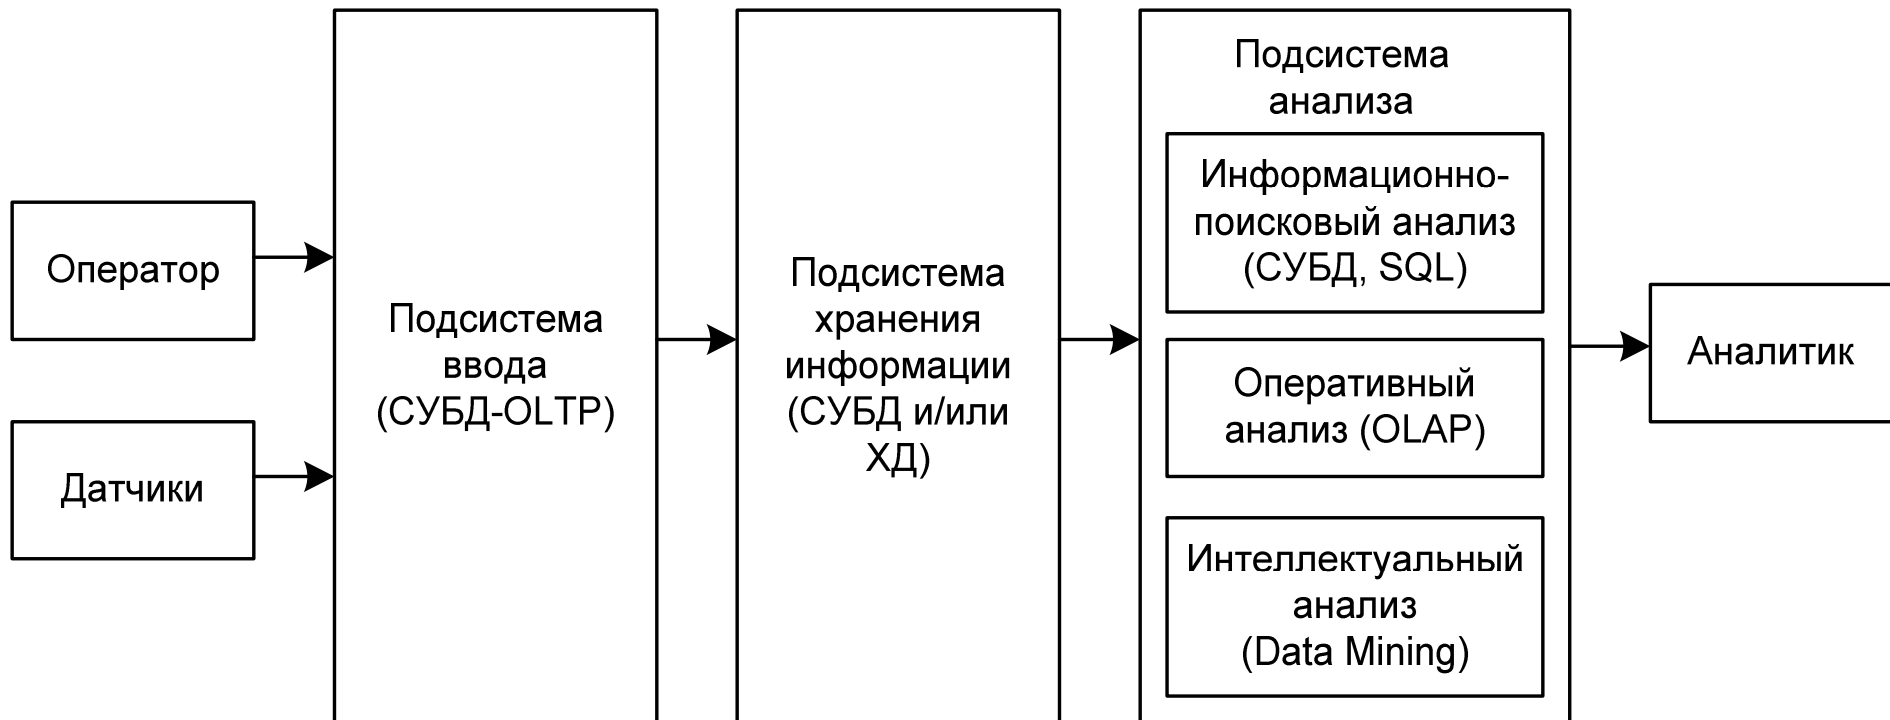 Оператор
Датчики
Подсистема
ввода
(СУБД-OLTP)
Подсистема
хранения
информации
(СУБД и/или
ХД)
Подсистема
анализа
Информационно-
поисковый анализ
(СУБД, SQL)
Оперативный
анализ (OLAP)
Интеллектуальный
анализ
(Data Mining)
Аналитик